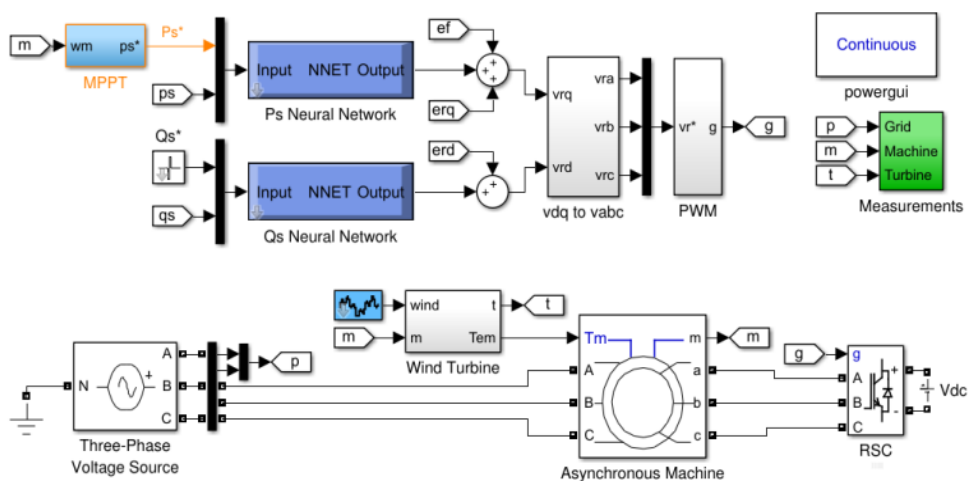 m
wm
ps*
MPPT
Ps*
ps
Input
NNET
Output
Ps Neural Network
ef
+
+
+
erq
vrq
vrd
vra
vrb
vrc
vdq to vabc
vr*
g
PWM
g
Continuous
powergui
p
Grid
m
Machine
t
Turbine
Measurements
Qs*
qs
Input
NNET
Output
Qs Neural Network
erd
+
+
wind
t
t
m
m
Tem
Wind Turbine
N
+
A
B
C
Three-Phase
Voltage Source
p
Tm
m
m
A
a
B
b
C
c
Asynchronous Machine
g
g
A
+
B
C
-
RSC
Vdc